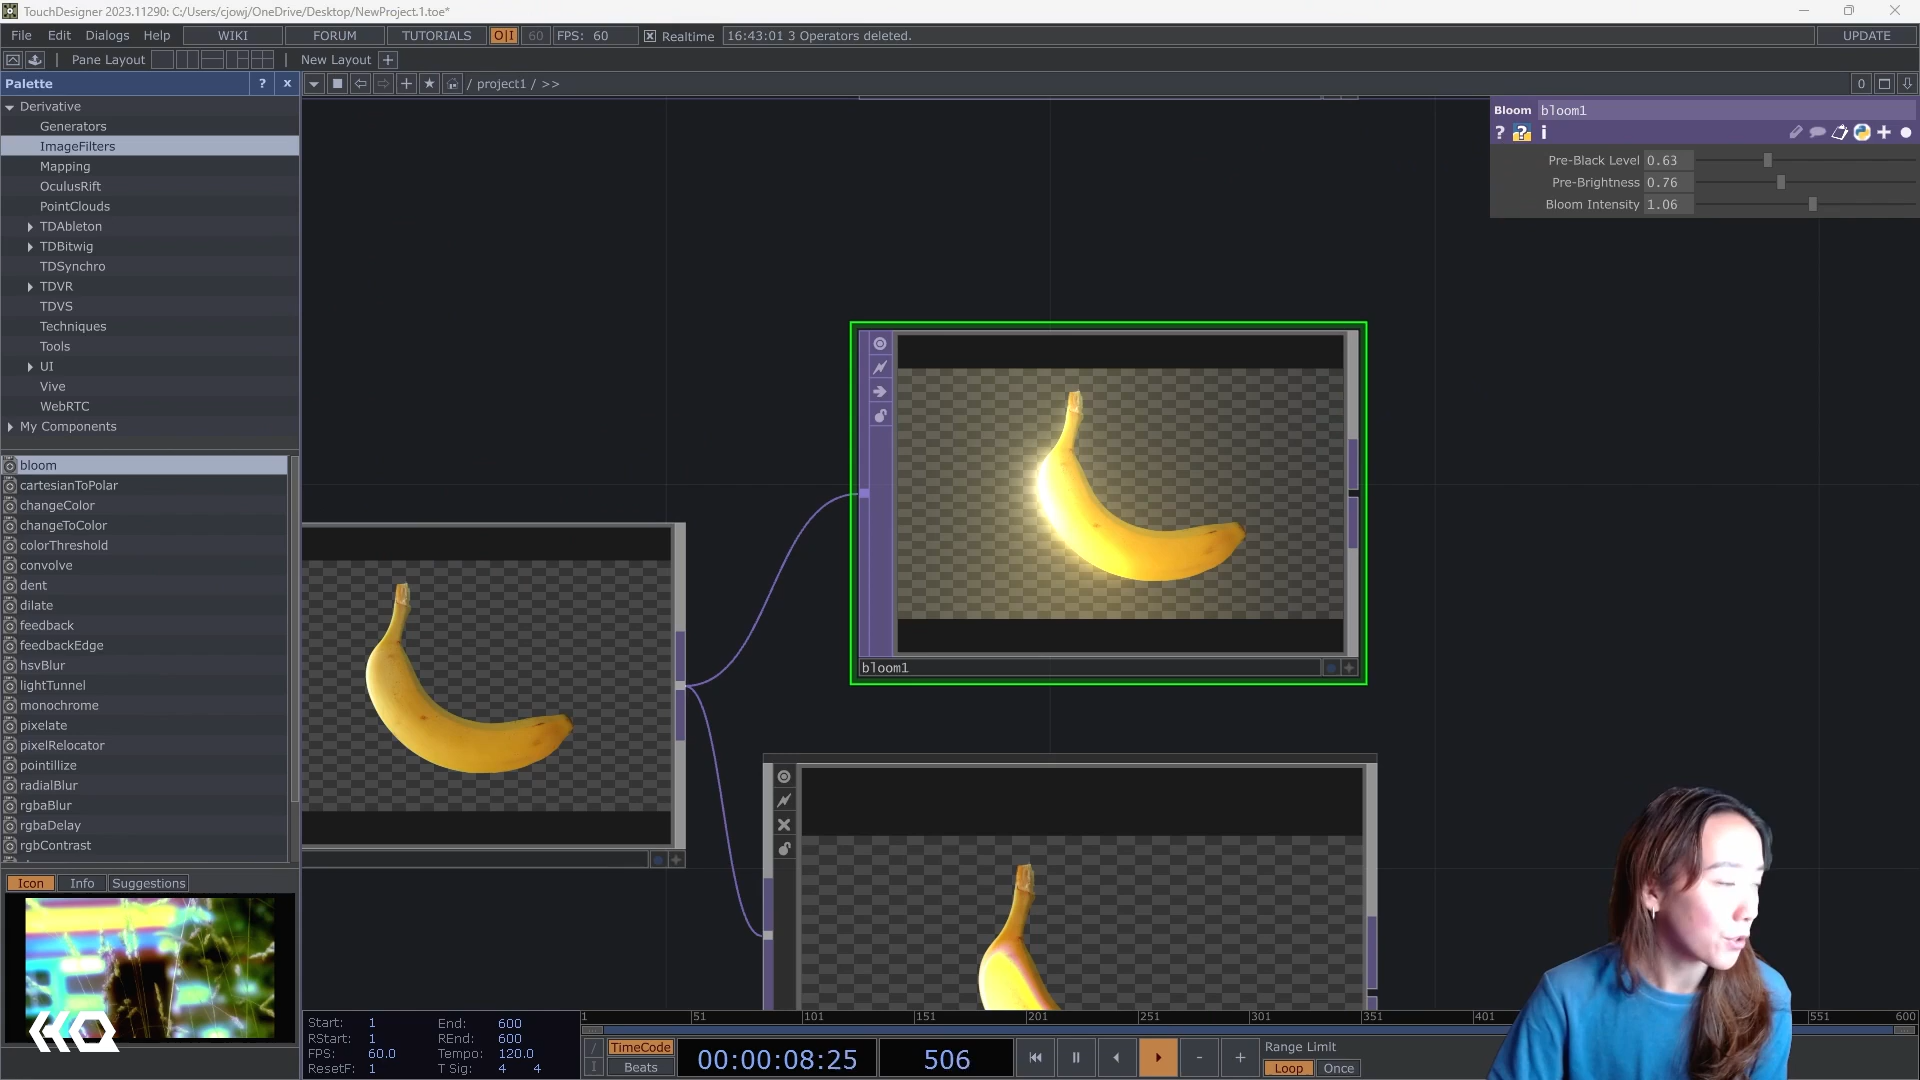 TouchDesigner 2023.11290: C:/Users/cjowj/OneDrive/Desktop/NewProject.1.toe*
File Edit Dialogs Help WIKI FORUM TUTORIALS O|I 60 FPS: 60 Realtime 16:43:01 3 Operators deleted. UPDATE
Pane Layout New Layout +
Palette ? x / project1 / >> 0
Derivative
Generators
ImageFilters
Mapping
OculusRift
PointClouds
TDAbleton
TDBitwig
TDSynchro
TDVR
TDVS
Techniques
Tools
UI
Vive
WebRTC
My Components
bloom
cartesianToPolar
changeColor
changeToColor
colorThreshold
convolve
dent
dilate
feedback
feedbackEdge
hsvBlur
lightTunnel
monochrome
pixelate
pixelRelocator
pointillize
radialBlur
rgbaBlur
rgbaDelay
rgbContrast
Icon Info Suggestions
HQ
bloom1
Bloom bloom1
? ? i
Pre-Black Level 0.63
Pre-Brightness 0.76
Bloom Intensity 1.06
Start: 1 End: 600
RStart: 1 REnd: 600
FPS: 60.0 Tempo: 120.0
ResetF: 1 T Sig: 4 4
1 51 101 151 201 251 301 351 401 551 600
/ TimeCode
I Beats
00:00:08:25 506
- +
Range Limit
Loop Once